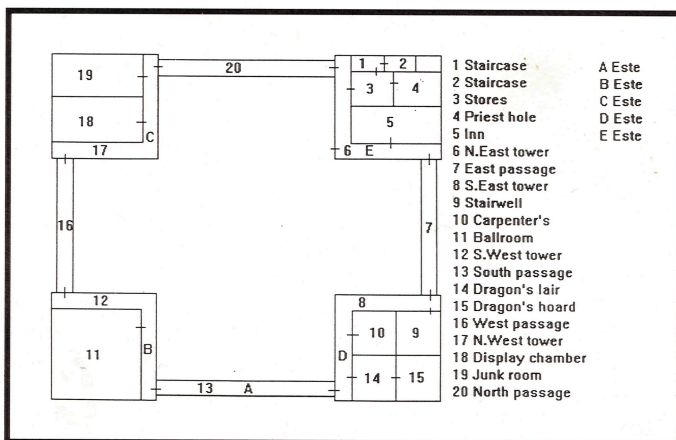 1 Staircase
2 Staircase
3 Stores
4 Priest hole
5 Inn
6 N.East tower
7 East passage
8 S.East tower
9 Stairwell
10 Carpenter's
11 Ballroom
12 S.West tower
13 South passage
14 Dragon's lair
15 Dragon's hoard
16 West passage
17 N.West tower
18 Display chamber
19 Junk room
20 North passage
A Este
B Este
C Este
D Este
E Este
19
20
1 2
3 4
18
C
5
17
6 E
16
7
12
8
11
B
10 9
D
14 15
13 A